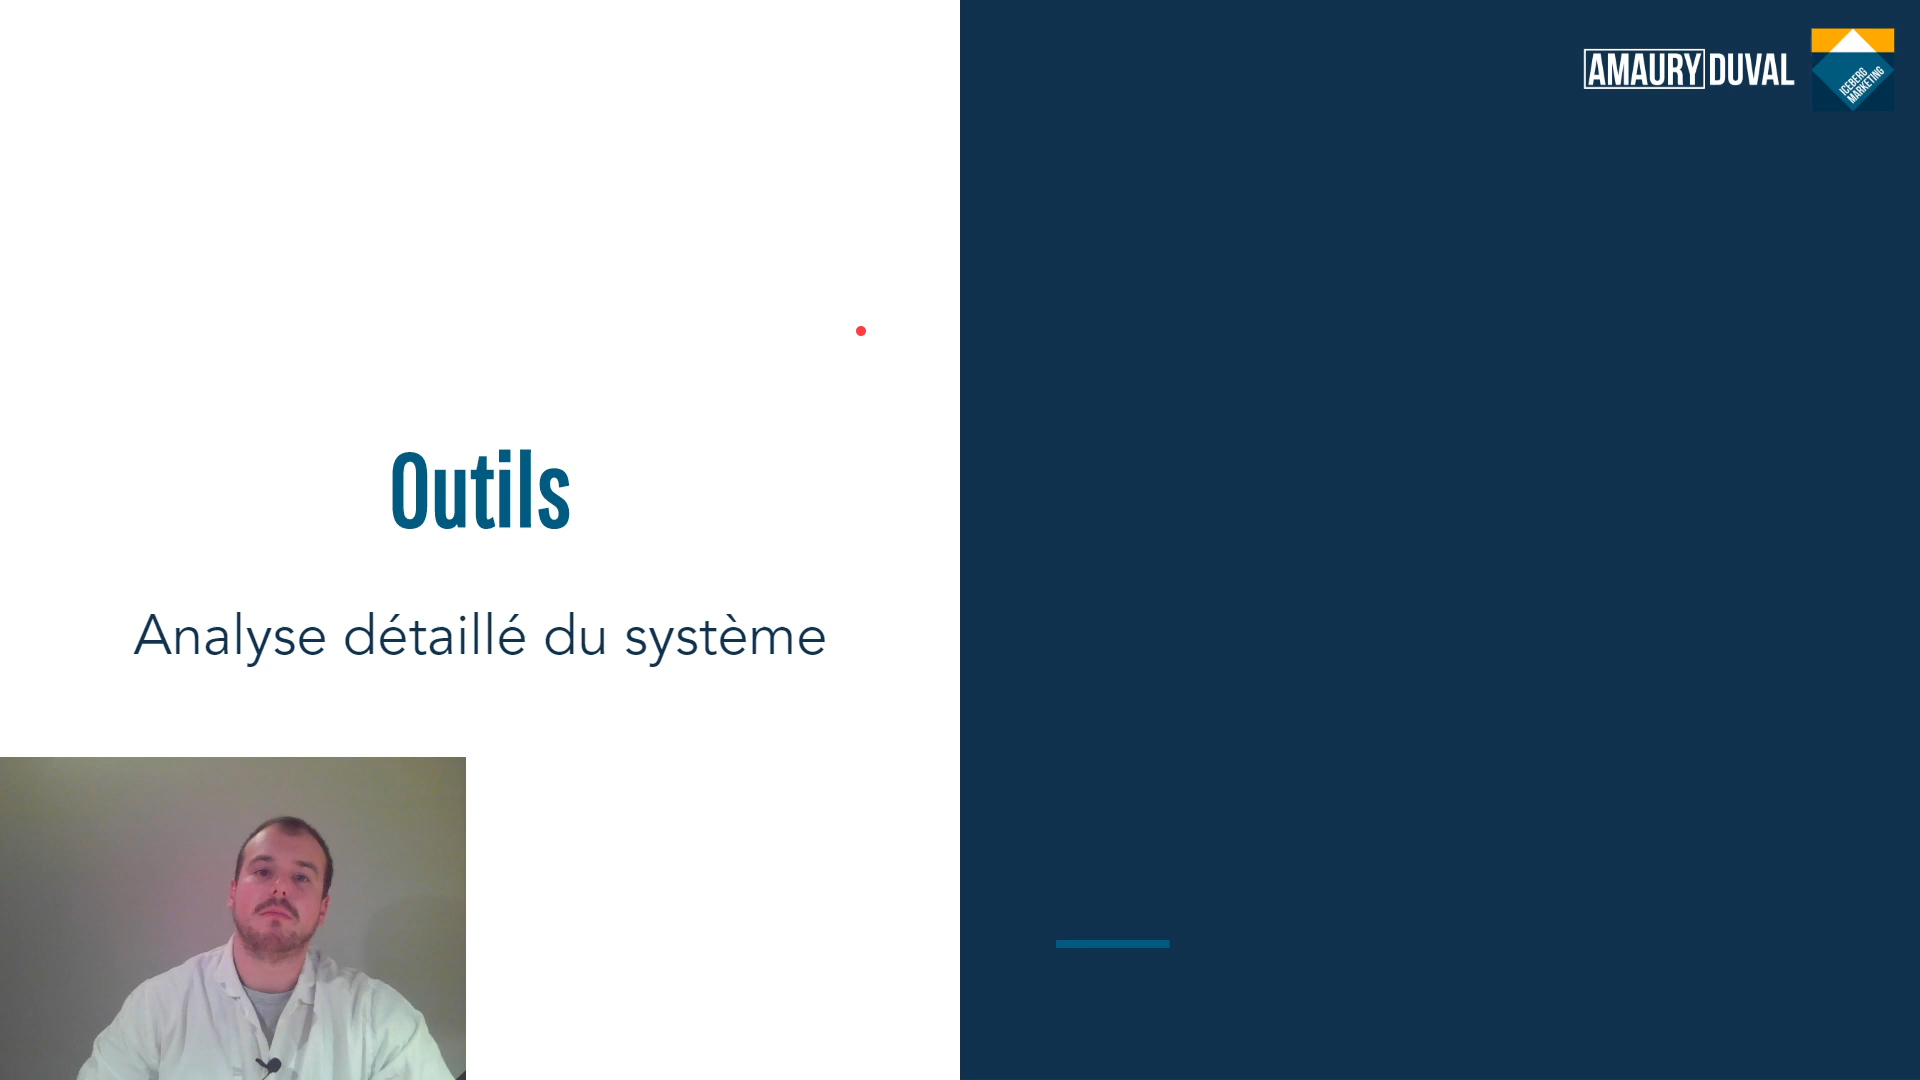 AMAURY DUVAL
ICEBERG
MARKETING
Outils
Analyse détaillé du système